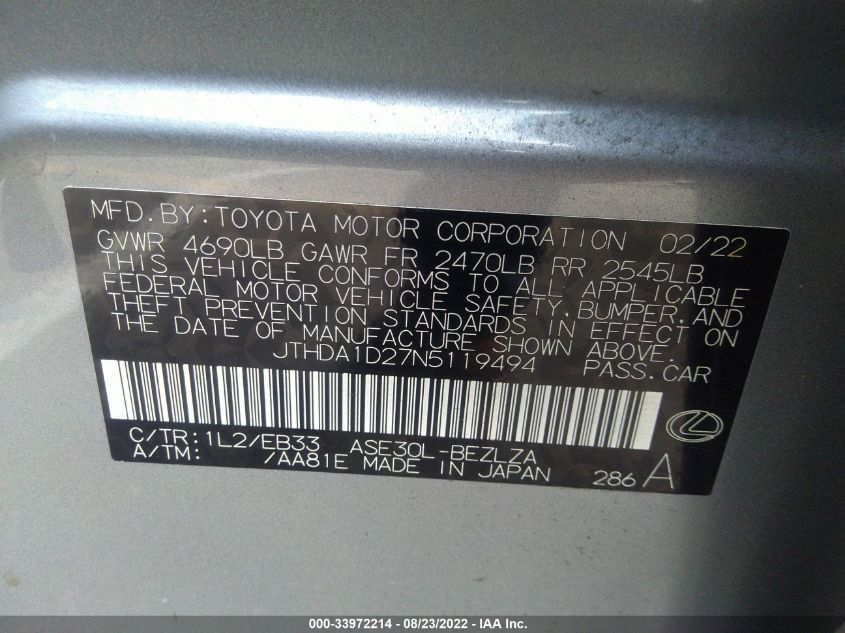 MFD. BY: TOYOTA MOTOR CORPORATION 02/22
GVWR 4690LB GAWR FR 2470LB RR 2545LB
THIS VEHICLE CONFORMS TO ALL APPLICABLE
FEDERAL MOTOR VEHICLE SAFETY, BUMPER, AND
THEFT PREVENTION STANDARDS IN EFFECT ON
THE DATE OF MANUFACTURE SHOWN ABOVE.
JTHDA1D27N5119494 PASS. CAR
C/TR: 1L2/EB33 ASE30L-BEZLZA
A/TM: /AA81E MADE IN JAPAN 286 A
000-33972214 - 08/23/2022 - IAA Inc.